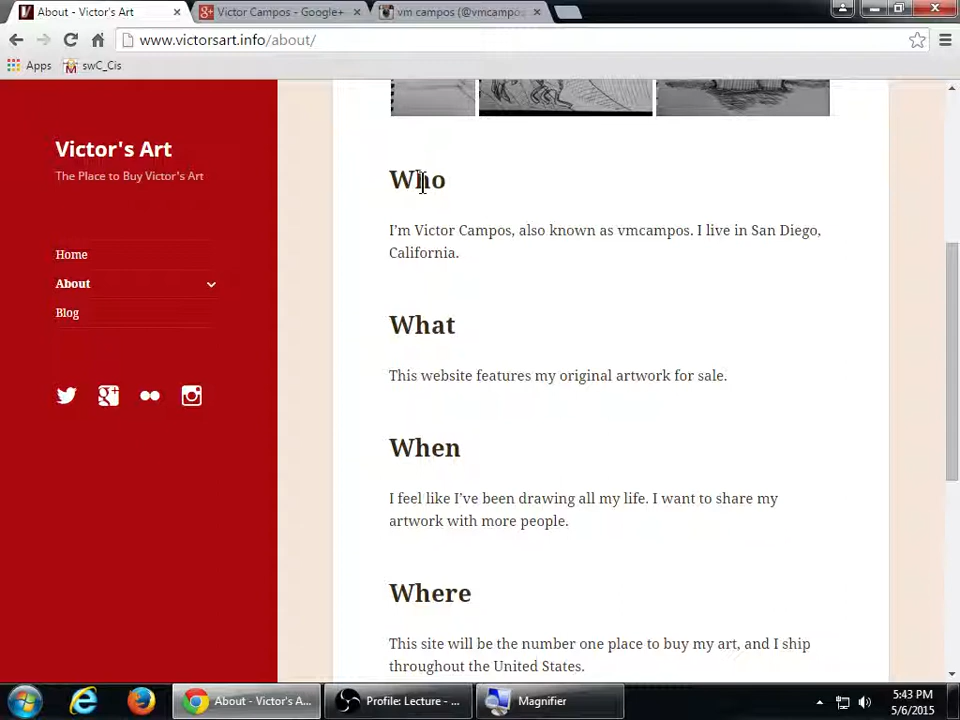 About - Victor's Art
Victor Campos - Google+
vm campos (@vmcampo
www.victorsart.info/about/
Apps
swC_Cis
Victor's Art
The Place to Buy Victor's Art
Home
About
Blog
Who
I'm Victor Campos, also known as vmcampos. I live in San Diego,
California.
What
This website features my original artwork for sale.
When
I feel like I've been drawing all my life. I want to share my
artwork with more people.
Where
This site will be the number one place to buy my art, and I ship
throughout the United States.
About - Victor's A...
Profile: Lecture - ...
Magnifier
5:43 PM
5/6/2015